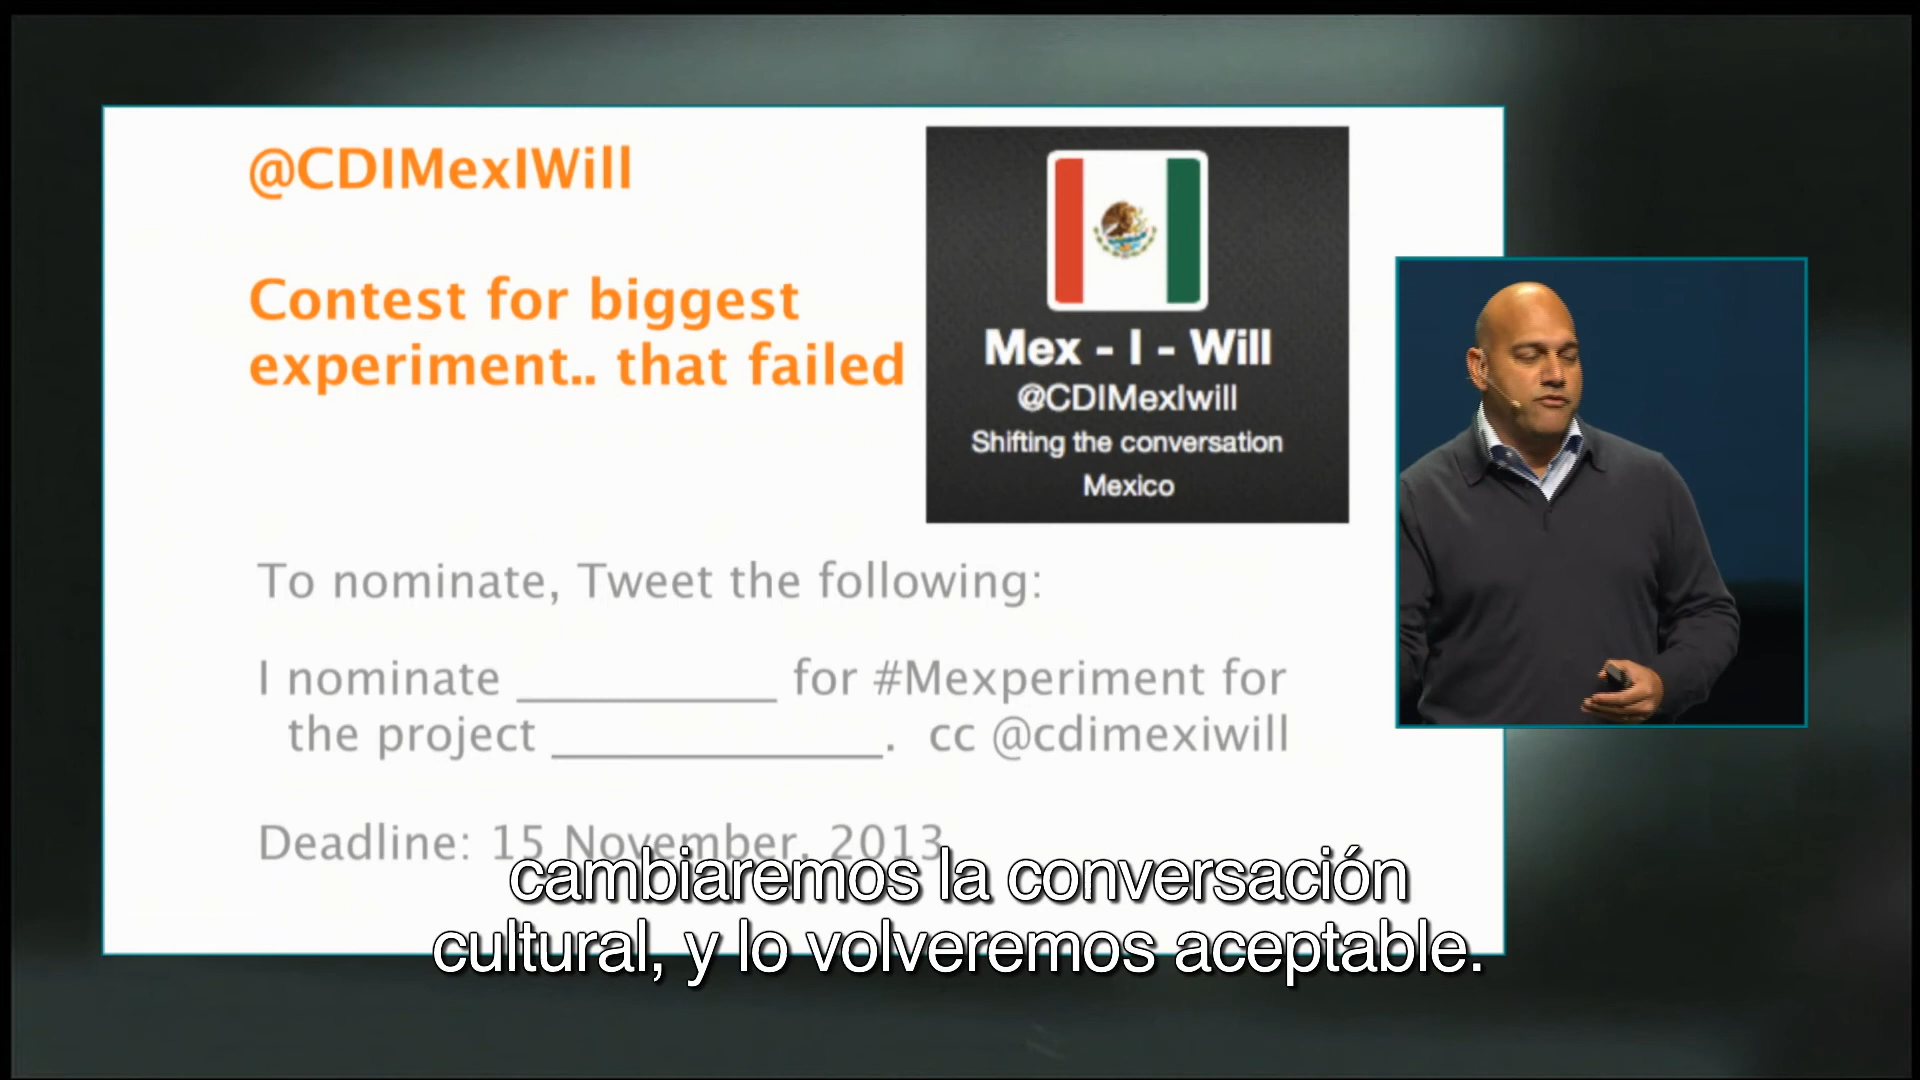 @CDIMexIWill
Contest for biggest
experiment.. that failed
Mex - I - Will
@CDIMexIwill
Shifting the conversation
Mexico
To nominate, Tweet the following:
I nominate __________ for #Mexperiment for
the project _____________. cc @cdimexiwill
Deadline: 15 November, 2013
cambiaremos la conversación
cultural, y lo volveremos aceptable.